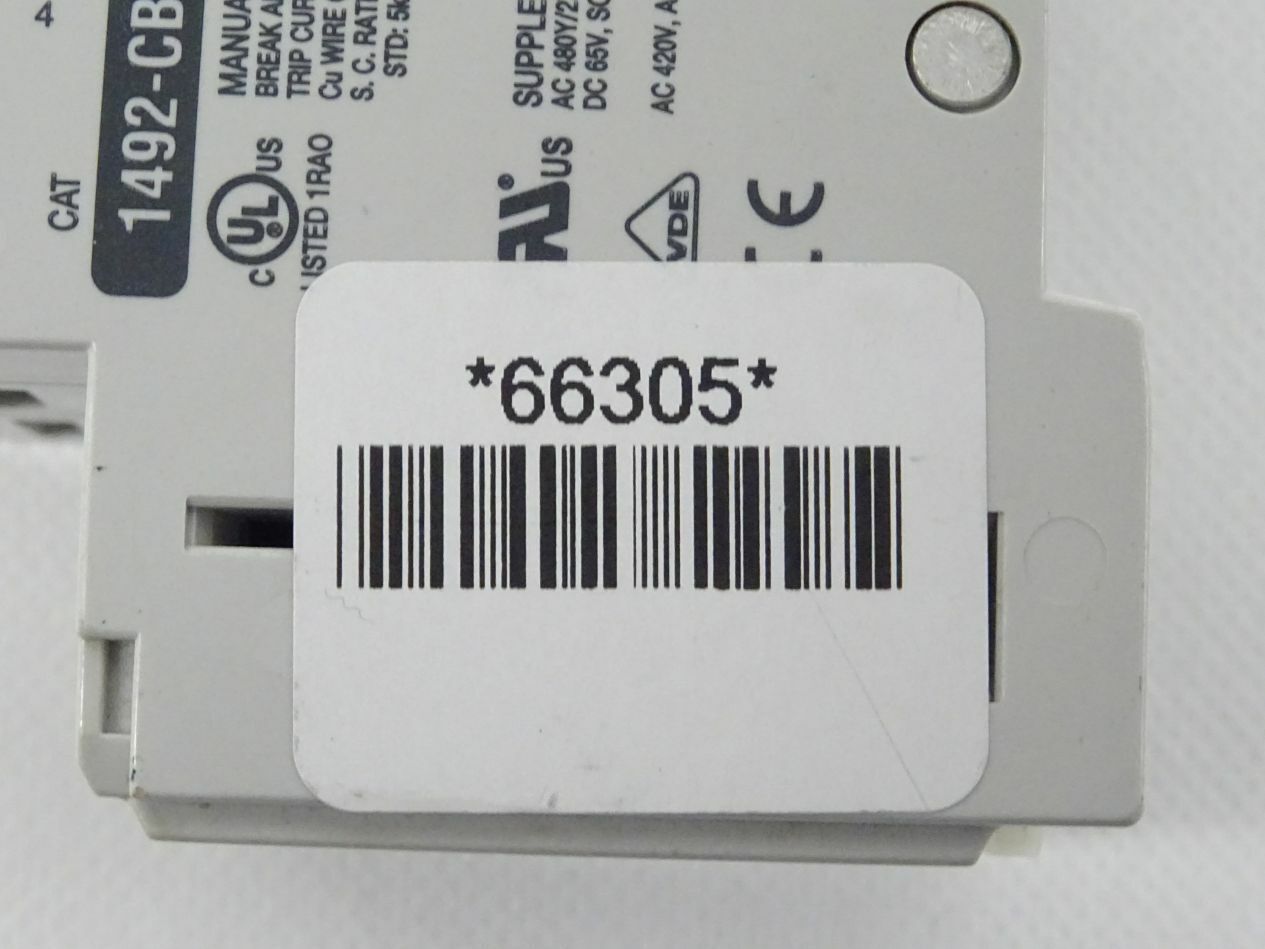 CAT
1492-CB
MANUA
BREAK A
TRIP CUR
Cu WIRE
S. C. RAT
STD: 5k
C UL US
LISTED 1RAO
SUPPLE
AC 480Y/2
DC 65V, SC
US
AC 420V, A
VDE
CE
*66305*